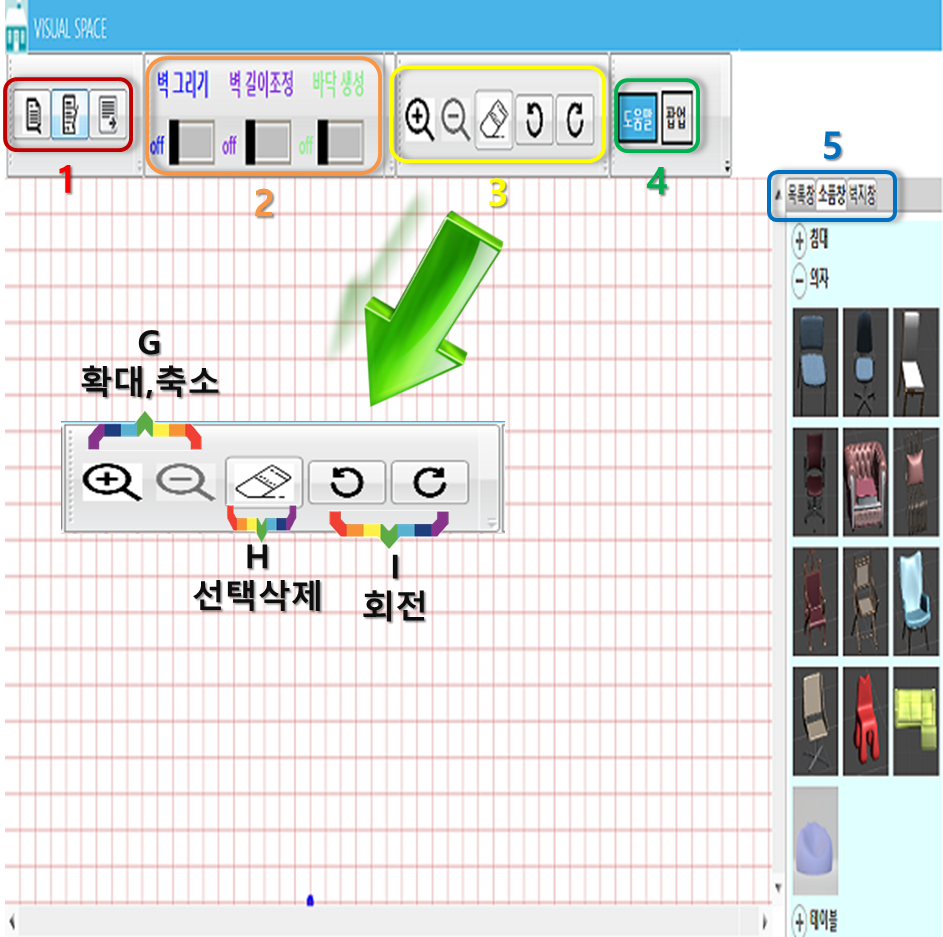 VISUAL SPACE
벽 그리기 벽 길이조정 바닥 생성
off off off
도움말 팝업
1
2
3
4
5
목록창 소품창 벽지창
침대
의자
G
확대,축소
H
선택삭제
I
회전
테이블